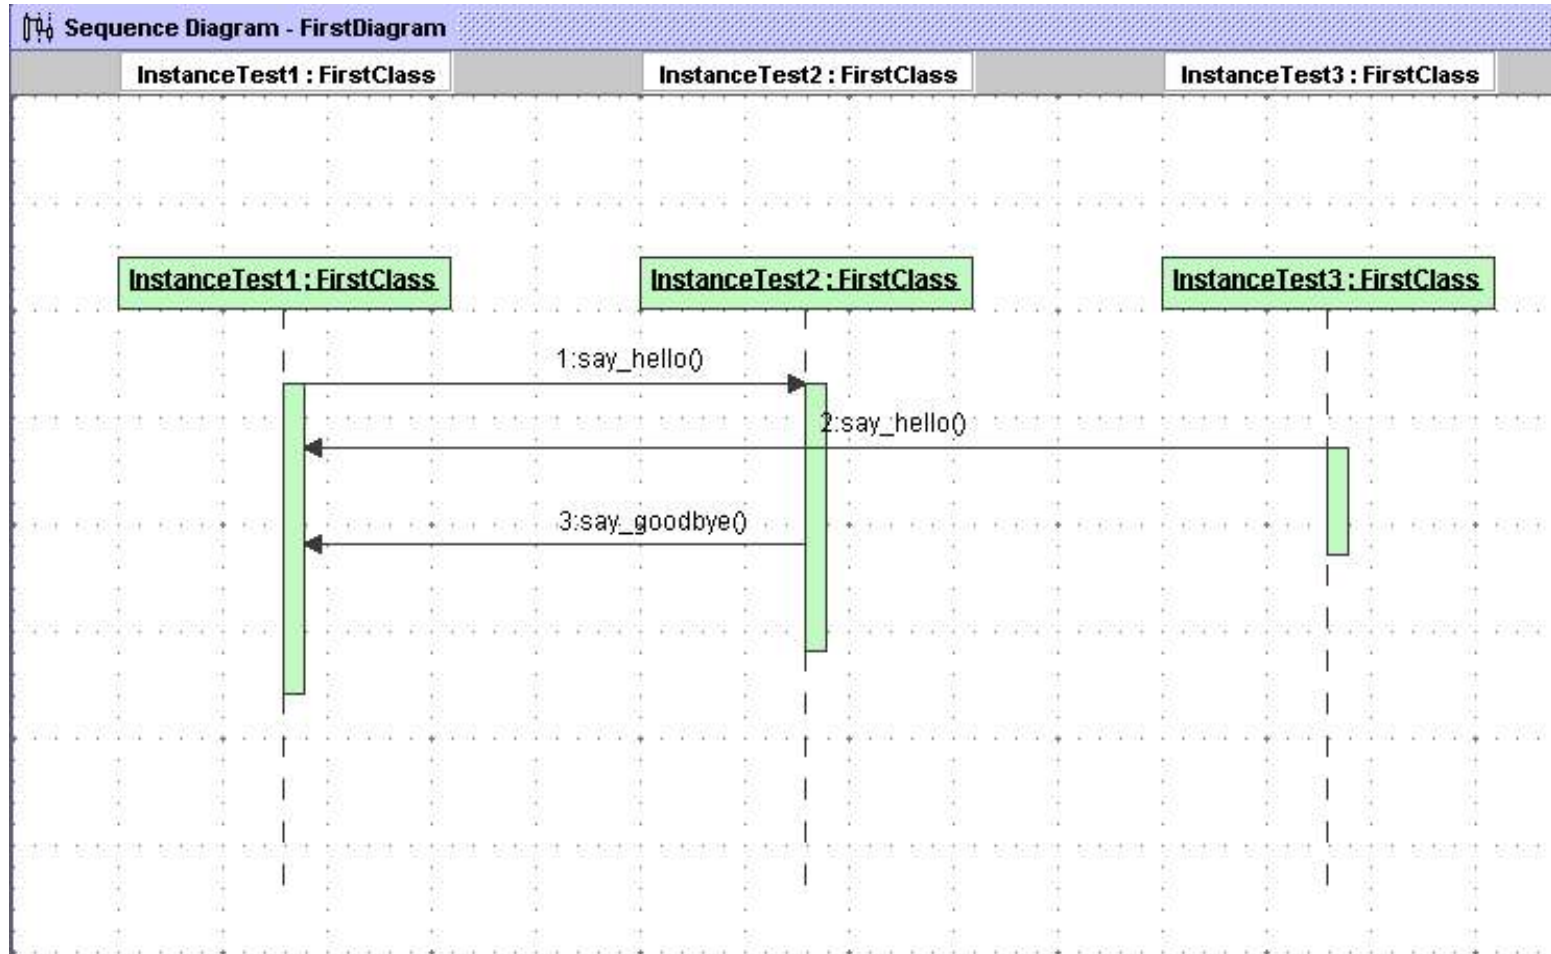 Sequence Diagram - FirstDiagram
InstanceTest1 : FirstClass
InstanceTest2 : FirstClass
InstanceTest3 : FirstClass
InstanceTest1 : FirstClass
InstanceTest2 : FirstClass
InstanceTest3 : FirstClass
1:say_hello()
2:say_hello()
3:say_goodbye()